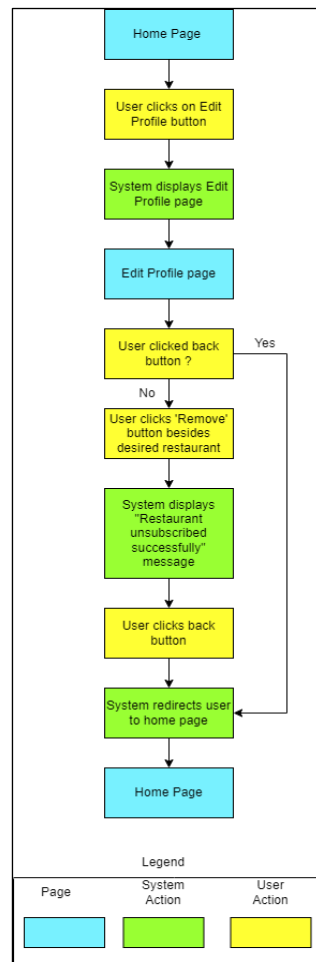 Home Page
User clicks on Edit
Profile button
System displays Edit
Profile page
Edit Profile page
User clicked back
button ?
Yes
No
User clicks 'Remove'
button besides
desired restaurant
System displays
"Restaurant
unsubscribed
successfully"
message
User clicks back
button
System redirects user
to home page
Home Page
Legend
Page
System
Action
User
Action